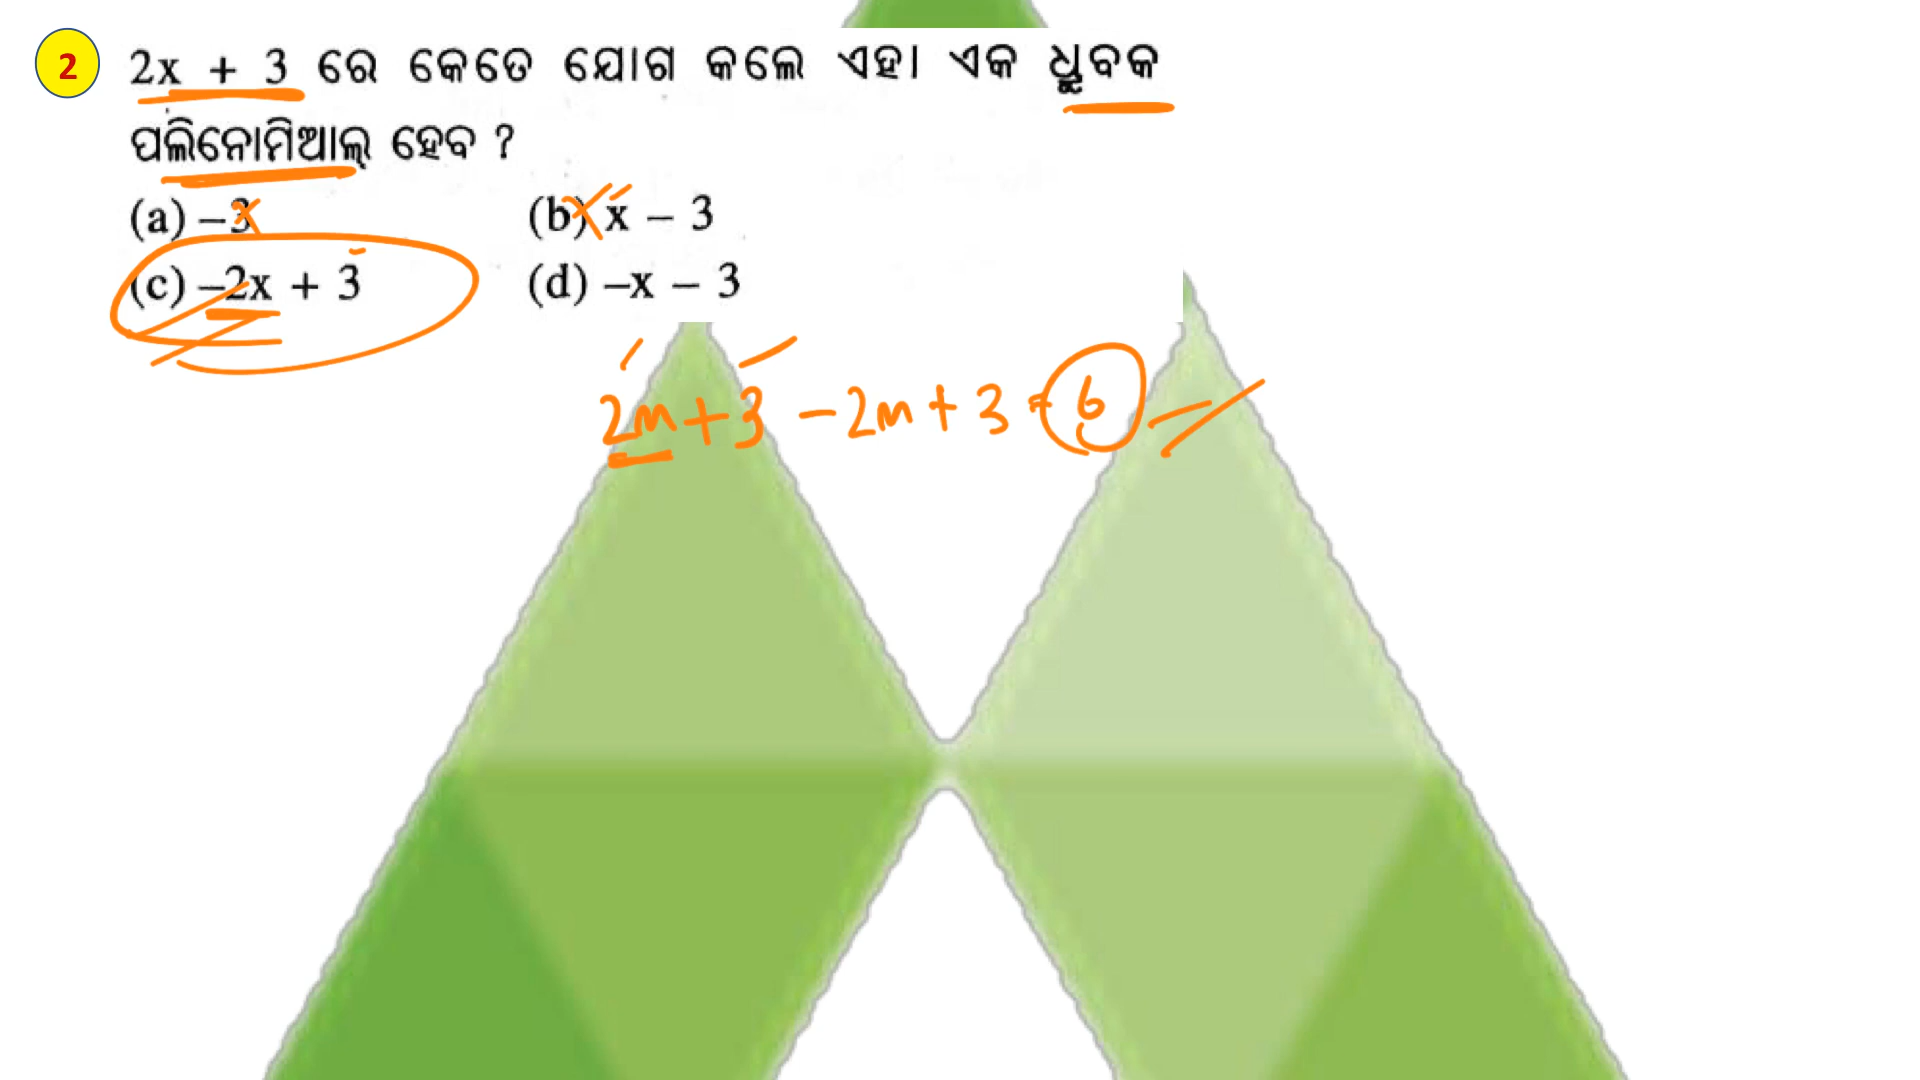 2
2x + 3 ରେ କେତେ ଯୋଗ କଲେ ଏହା ଏକ ଧ୍ରୁବକ
ପଲିନୋମିଆଲ୍ ହେବ ?
(a) –3 (b) x – 3
(c) –2x + 3 (d) –x – 3
2x + 3 – 2x + 3 = 6